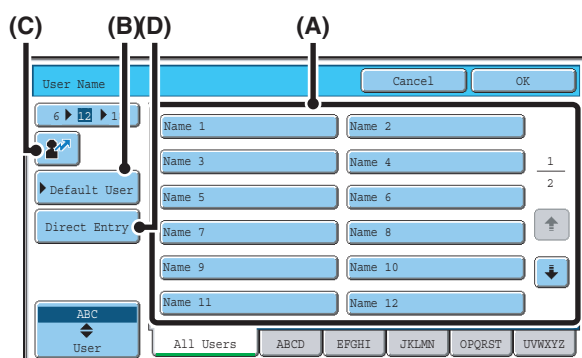 (C) (B)(D) (A)
User Name Cancel OK
6 12 1
Name 1 Name 2
Name 3 Name 4 1
Default User 2
Name 5 Name 6
Direct Entry Name 7 Name 8
Name 9 Name 10
Name 11 Name 12
ABC
User
All Users ABCD EFGHI JKLMN OPQRST UVWXYZ